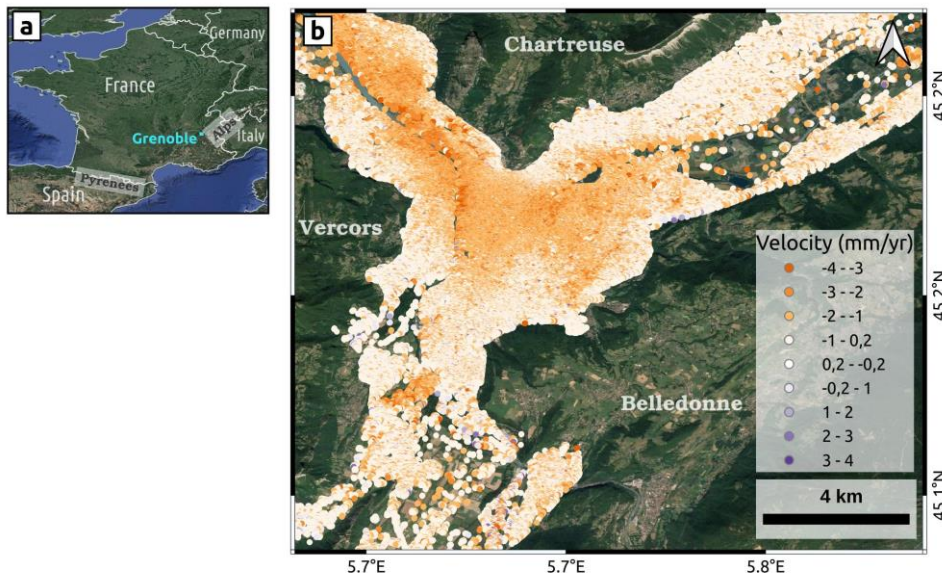 a
Germany
France
Grenoble
Alps
Italy
Pyrenees
Spain
b
Chartreuse
Vercors
Belledonne
Velocity (mm/yr)
-4 - -3
-3 - -2
-2 - -1
-1 - 0,2
0,2 - -0,2
-0,2 - 1
1 - 2
2 - 3
3 - 4
4 km
45.2°N
45.2°N
45.1°N
5.7°E
5.7°E
5.8°E